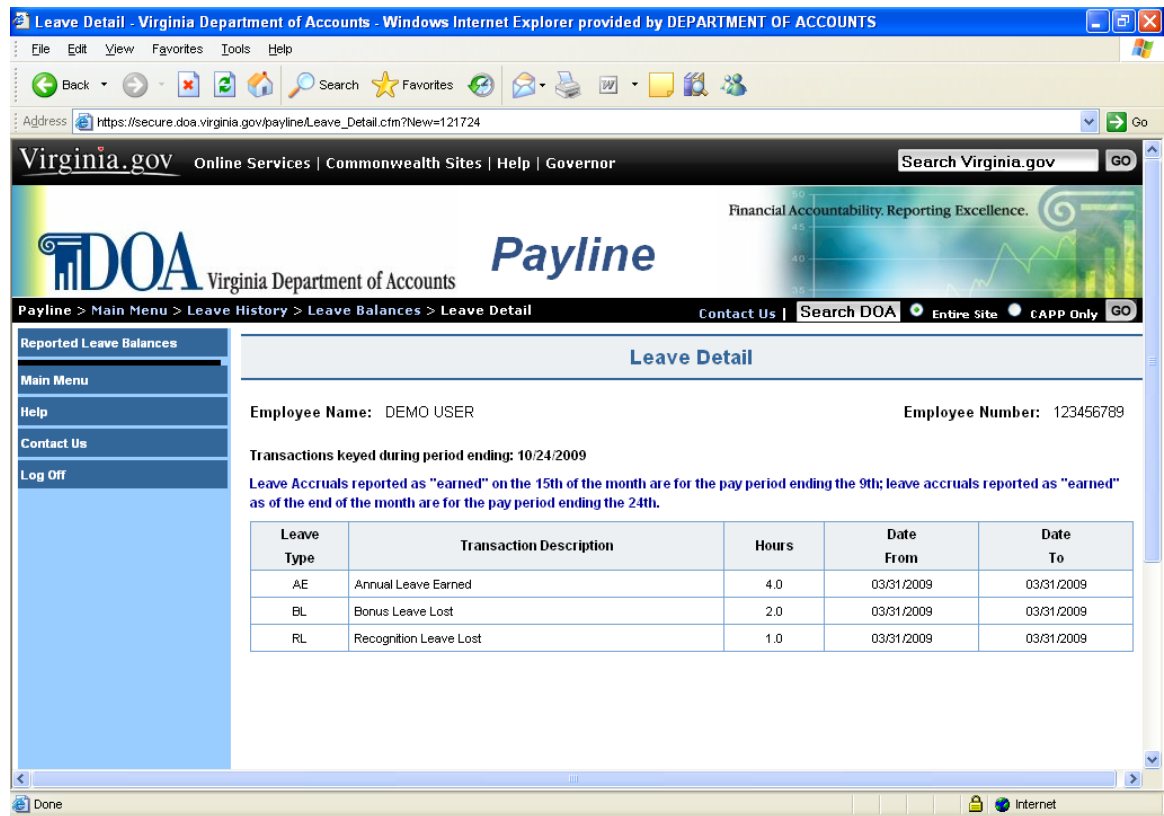 Leave Detail - Virginia Department of Accounts - Windows Internet Explorer provided by DEPARTMENT OF ACCOUNTS
File Edit View Favorites Tools Help
Back Search Favorites
Address https://secure.doa.virginia.gov/payline/Leave_Detail.cfm?New=121724 Go
Virginia.gov Online Services | Commonwealth Sites | Help | Governor Search Virginia.gov GO
Financial Accountability. Reporting Excellence.
50
45
40
35
DOA Virginia Department of Accounts Payline
Payline > Main Menu > Leave History > Leave Balances > Leave Detail Contact Us | Search DOA Entire Site CAPP Only GO
Reported Leave Balances
Main Menu
Help
Contact Us
Log Off
Leave Detail
Employee Name: DEMO USER Employee Number: 123456789
Transactions keyed during period ending: 10/24/2009
Leave Accruals reported as "earned" on the 15th of the month are for the pay period ending the 9th; leave accruals reported as "earned"
as of the end of the month are for the pay period ending the 24th.
Leave Type Transaction Description Hours Date From Date To
AE Annual Leave Earned 4.0 03/31/2009 03/31/2009
BL Bonus Leave Lost 2.0 03/31/2009 03/31/2009
RL Recognition Leave Lost 1.0 03/31/2009 03/31/2009
Done Internet